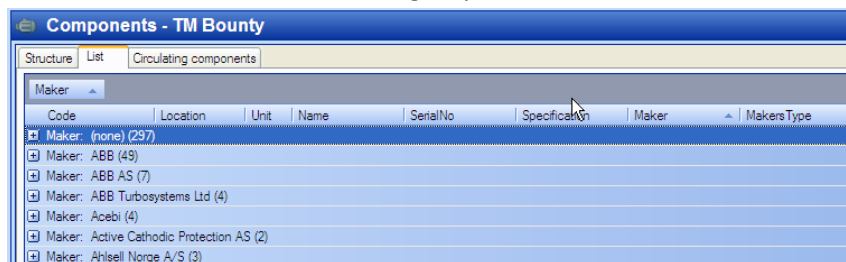 Components - TM Bounty
Structure List Circulating components
Maker
Code Location Unit Name SerialNo Specification Maker MakersType
Maker: (none) (297)
Maker: ABB (49)
Maker: ABB AS (7)
Maker: ABB Turbosystems Ltd (4)
Maker: Acebi (4)
Maker: Active Cathodic Protection AS (2)
Maker: Ahlsell Norge A/S (3)